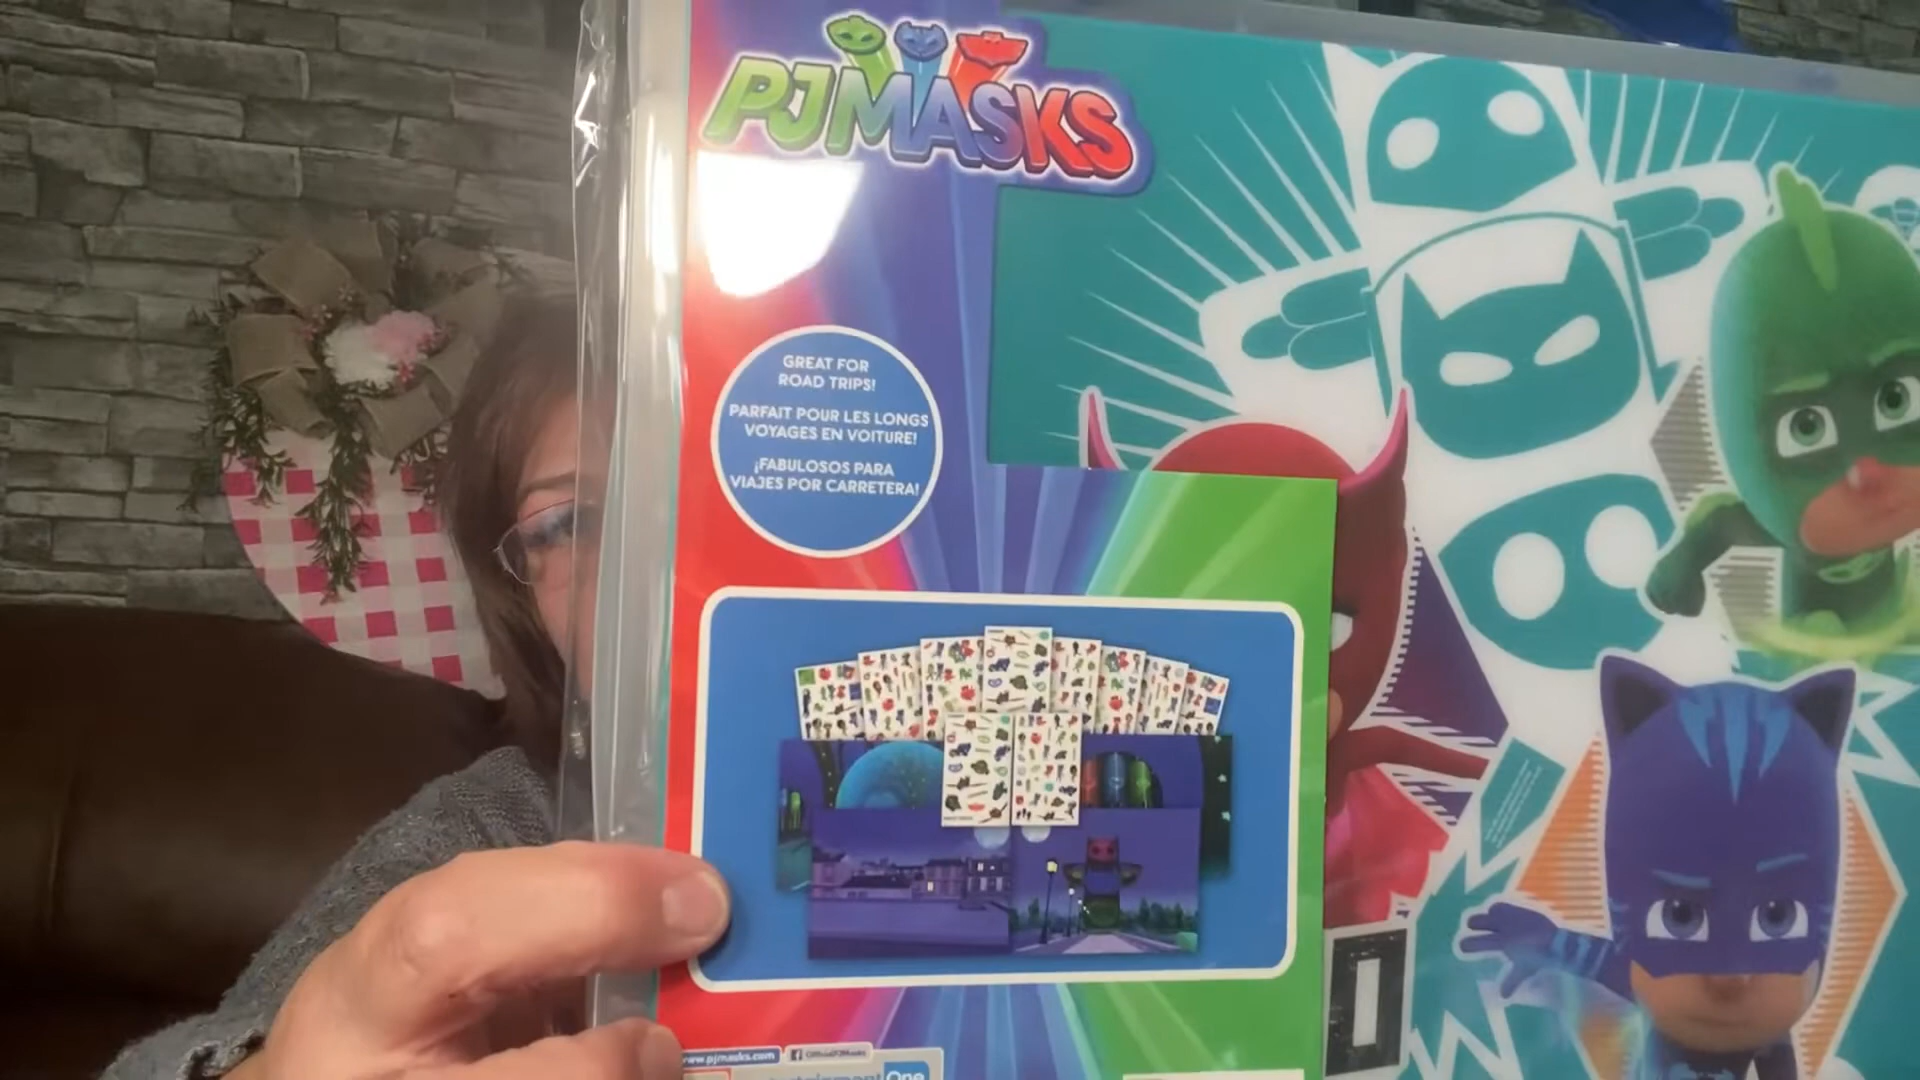 PJMASKS
GREAT FOR
ROAD TRIPS!
PARFAIT POUR LES LONGS
VOYAGES EN VOITURE!
¡FABULOSOS PARA
VIAJES POR CARRETERA!
www.pjmasks.com
OfficialPJMasks
One